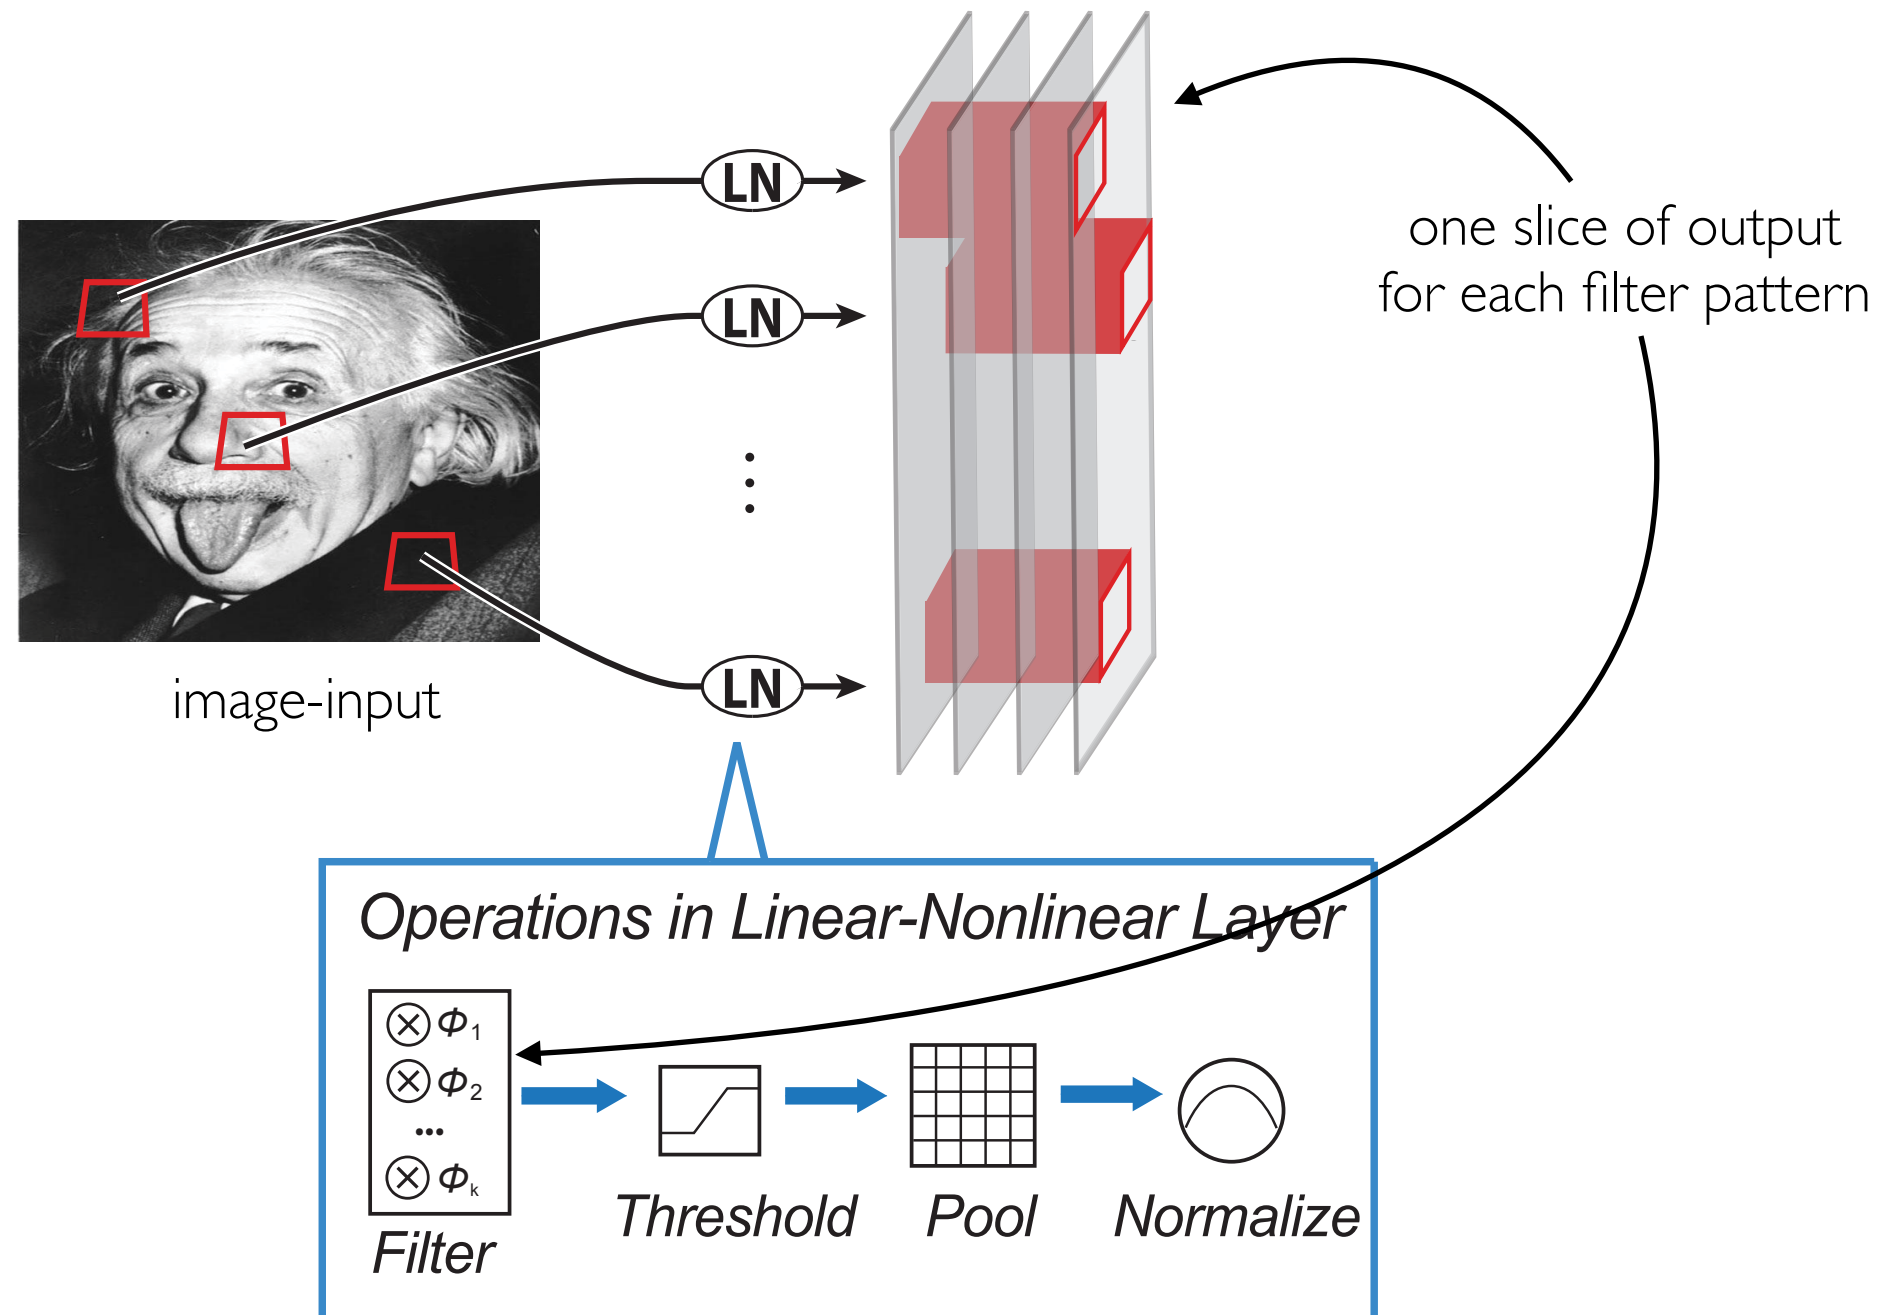 LN
LN
LN
image-input
one slice of output
for each filter pattern
Operations in Linear-Nonlinear Layer
⊗ Φ1
⊗ Φ2
...
⊗ Φk
Filter
Threshold
Pool
Normalize